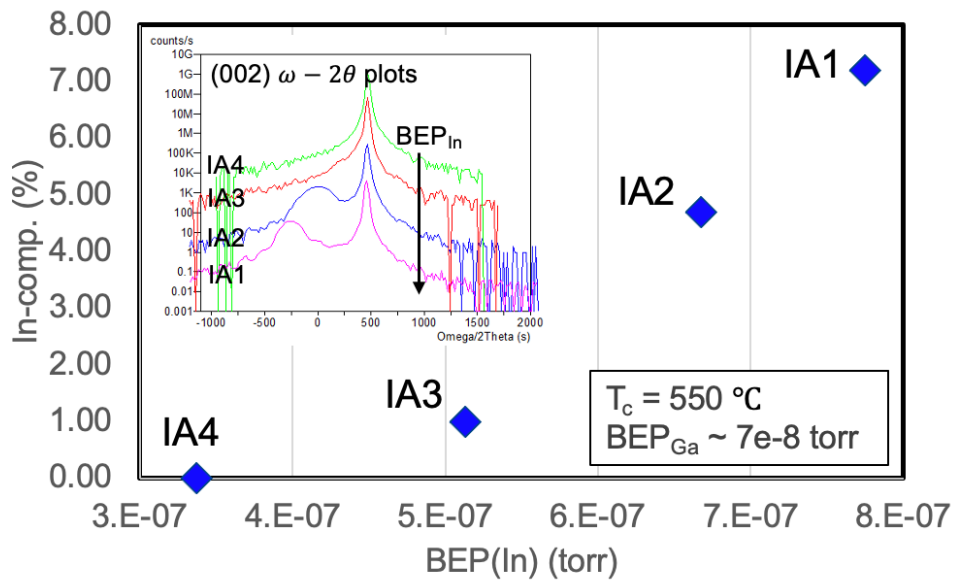 8.00
7.00
6.00
5.00
4.00
3.00
2.00
1.00
0.00
In-comp. (%)
3.E-07
4.E-07
5.E-07
6.E-07
7.E-07
8.E-07
BEP(In) (torr)
IA1
IA2
IA3
IA4
T_c = 550 ℃
BEP_Ga ~ 7e-8 torr
counts/s
10G
1G
100M
10M
1M
100K
10K
1K
100
10
1
0.1
0.01
0.001
(002) ω − 2θ plots
BEP_In
IA4
IA3
IA2
IA1
-1000
-500
0
500
1000
1500
2000
Omega/2Theta (s)